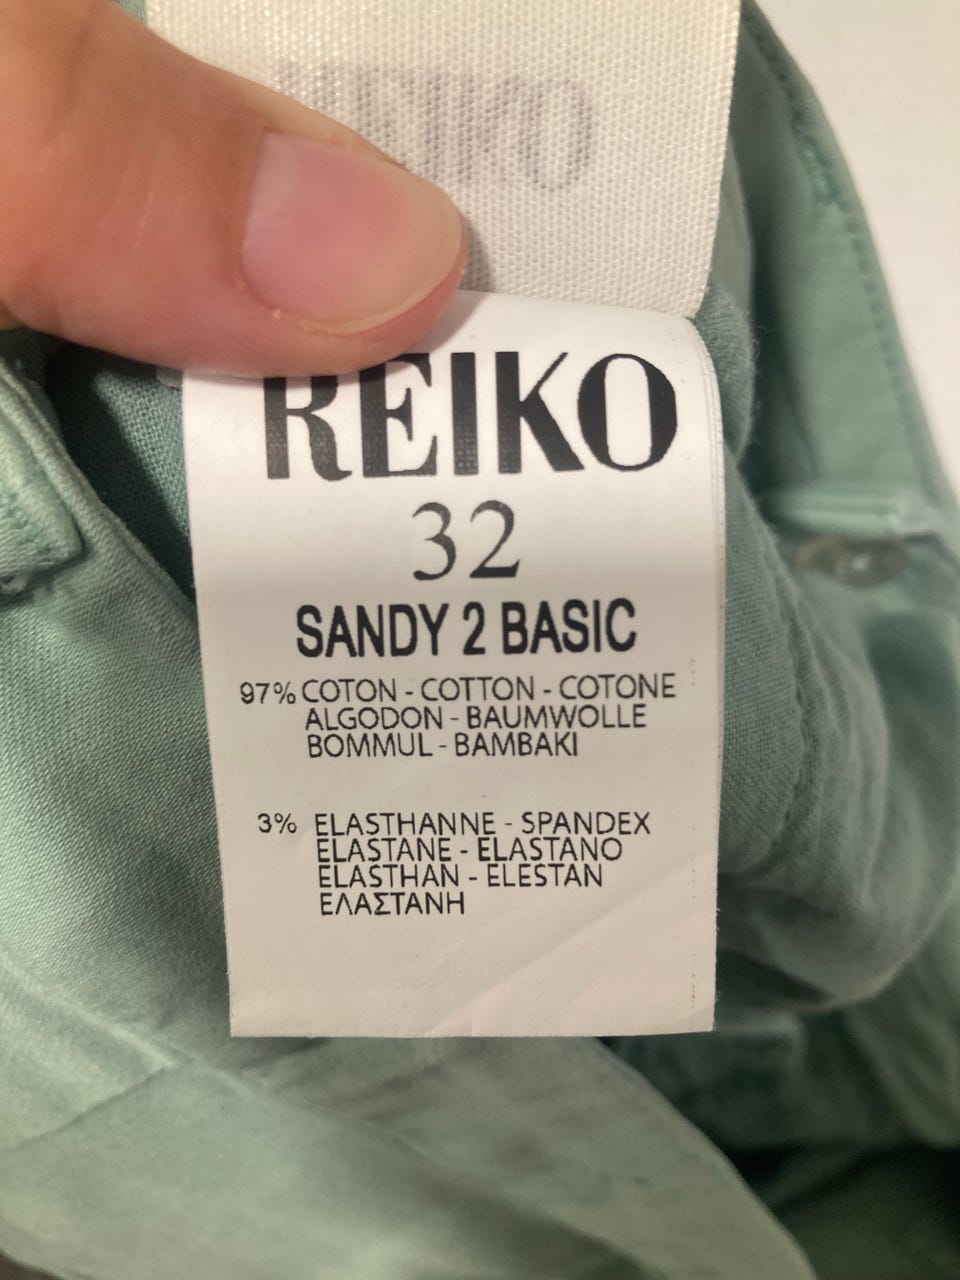 REIKO
REIKO
32
SANDY 2 BASIC
97% COTON - COTTON - COTONE
ALGODON - BAUMWOLLE
BOMMUL - BAMBAKI
3% ELASTHANNE - SPANDEX
ELASTANE - ELASTANO
ELASTHAN - ELESTAN
ΕΛΑΣΤΑΝΗ